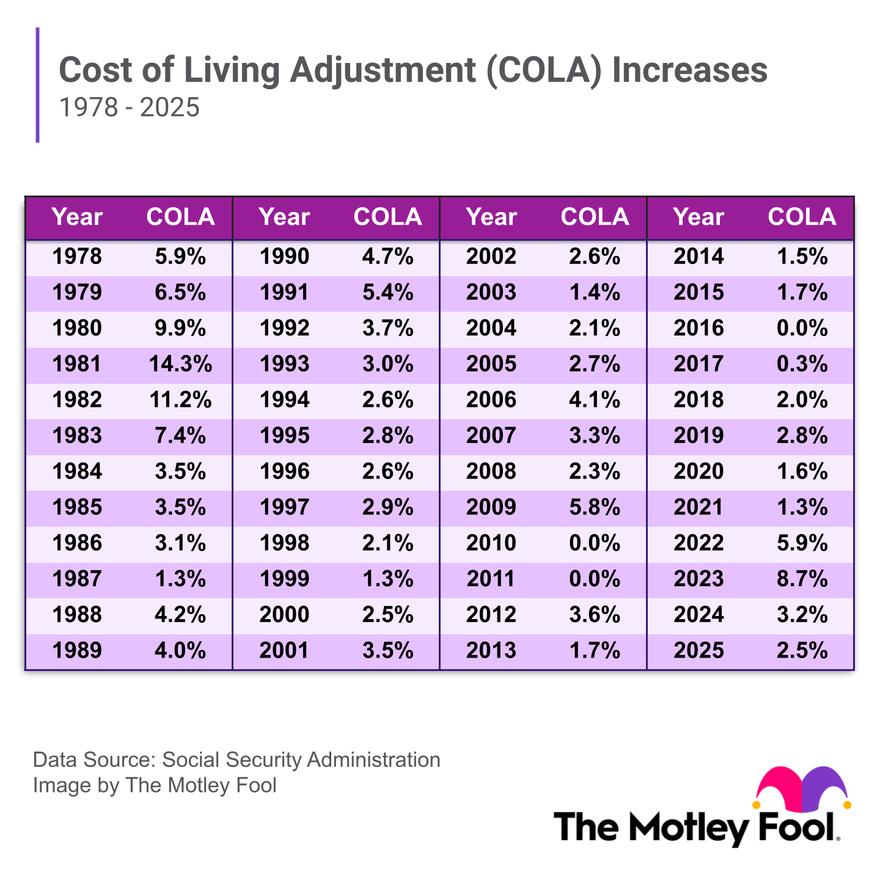 Cost of Living Adjustment (COLA) Increases
1978 - 2025
Year COLA Year COLA Year COLA Year COLA
1978 5.9% 1990 4.7% 2002 2.6% 2014 1.5%
1979 6.5% 1991 5.4% 2003 1.4% 2015 1.7%
1980 9.9% 1992 3.7% 2004 2.1% 2016 0.0%
1981 14.3% 1993 3.0% 2005 2.7% 2017 0.3%
1982 11.2% 1994 2.6% 2006 4.1% 2018 2.0%
1983 7.4% 1995 2.8% 2007 3.3% 2019 2.8%
1984 3.5% 1996 2.6% 2008 2.3% 2020 1.6%
1985 3.5% 1997 2.9% 2009 5.8% 2021 1.3%
1986 3.1% 1998 2.1% 2010 0.0% 2022 5.9%
1987 1.3% 1999 1.3% 2011 0.0% 2023 8.7%
1988 4.2% 2000 2.5% 2012 3.6% 2024 3.2%
1989 4.0% 2001 3.5% 2013 1.7% 2025 2.5%
Data Source: Social Security Administration
Image by The Motley Fool
The Motley Fool.